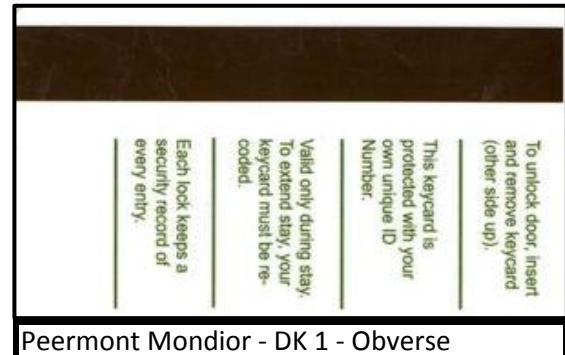 To unlock door, insert
and remove keycard
(other side up).
This keycard is
protected with your
own unique ID
Number.
Valid only during stay.
To extend stay, your
keycard must be re-
coded.
Each lock keeps a
security record of
every entry.
Peermont Mondior - DK 1 - Obverse